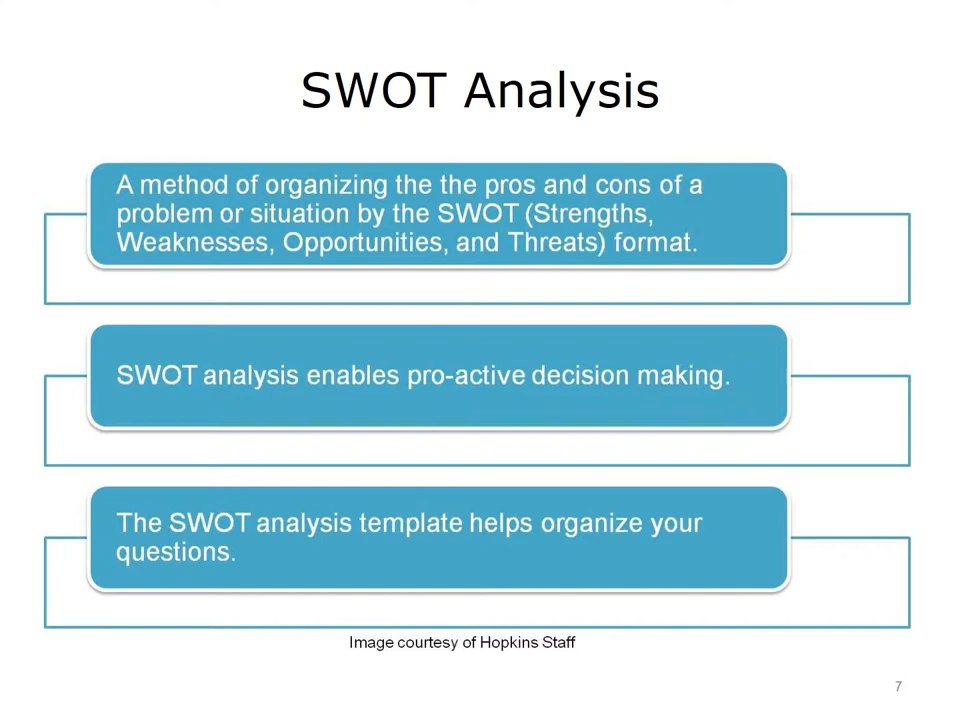 SWOT Analysis
A method of organizing the the pros and cons of a
problem or situation by the SWOT (Strengths,
Weaknesses, Opportunities, and Threats) format.
SWOT analysis enables pro-active decision making.
The SWOT analysis template helps organize your
questions.
Image courtesy of Hopkins Staff
7